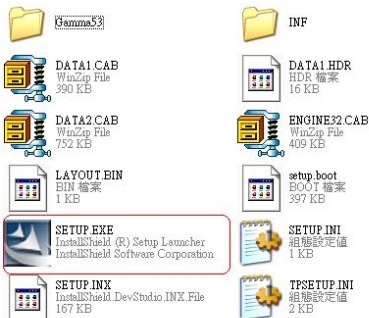 Gamma53
INF
DATA1.CAB
WinZip File
390 KB
DATA1.HDR
HDR 檔案
16 KB
DATA2.CAB
WinZip File
752 KB
ENGINE32.CAB
WinZip File
409 KB
LAYOUT.BIN
BIN 檔案
1 KB
setup.boot
BOOT 檔案
397 KB
SETUP.EXE
InstallShield (R) Setup Launcher
InstallShield Software Corporation
SETUP.INI
組態設定值
1 KB
SETUP.INX
InstallShield.DevStudio.INX.File
167 KB
TPSETUP.INI
組態設定值
2 KB